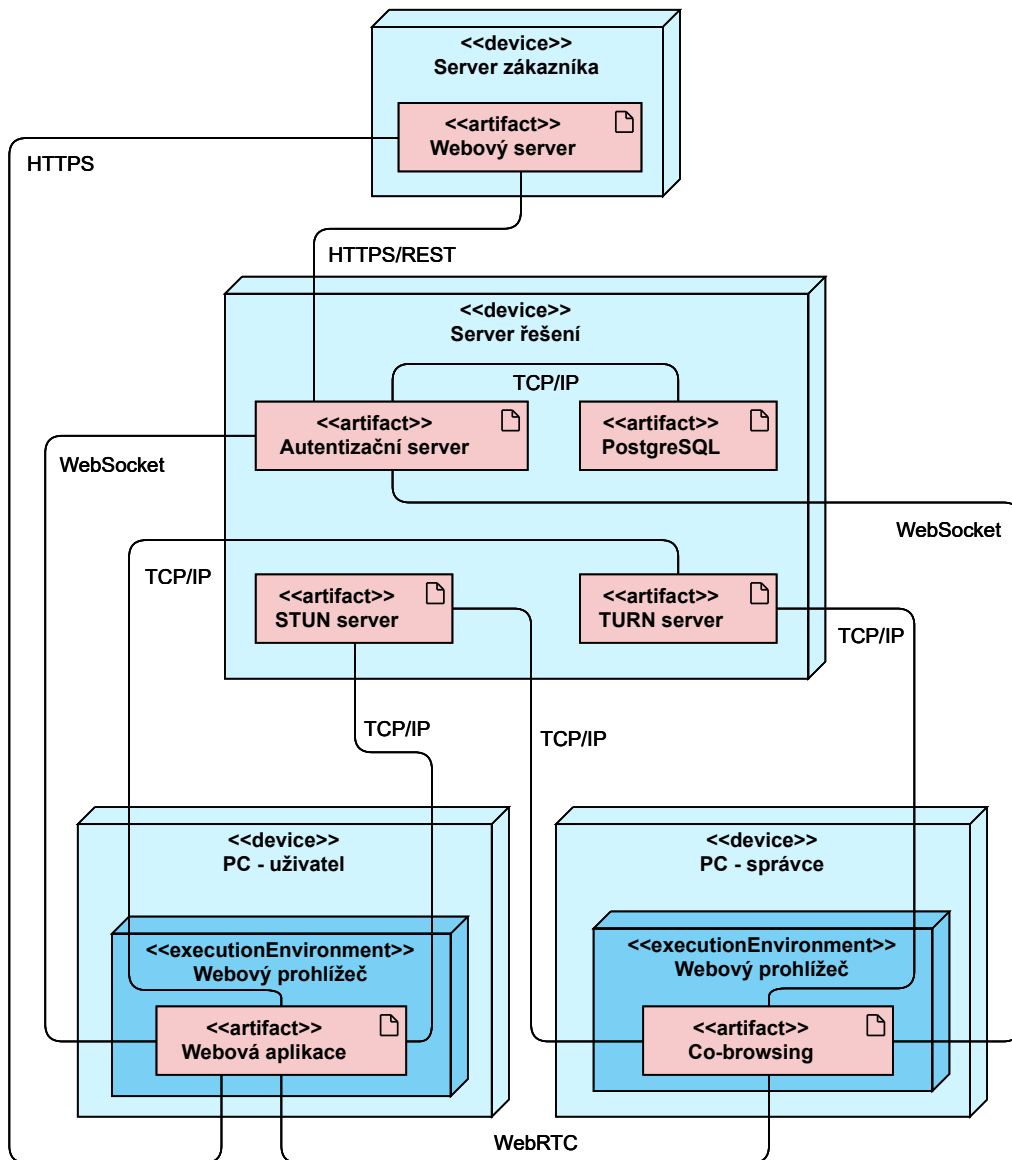 <<device>>
Server zákazníka
<<artifact>>
Webový server
HTTPS
HTTPS/REST
<<device>>
Server řešení
TCP/IP
<<artifact>>
Autentizační server
<<artifact>>
PostgreSQL
WebSocket
WebSocket
TCP/IP
<<artifact>>
STUN server
<<artifact>>
TURN server
TCP/IP
TCP/IP
TCP/IP
<<device>>
PC - uživatel
<<device>>
PC - správce
<<executionEnvironment>>
Webový prohlížeč
<<executionEnvironment>>
Webový prohlížeč
<<artifact>>
Webová aplikace
<<artifact>>
Co-browsing
WebRTC